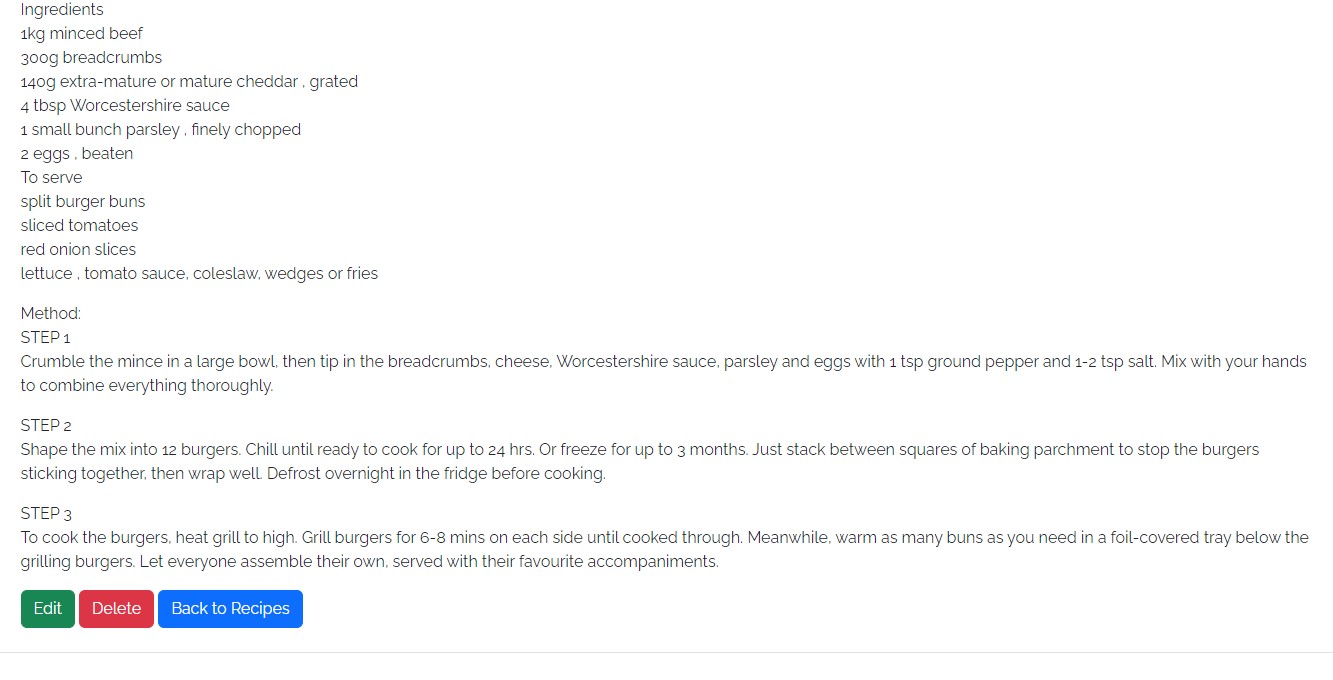 Ingredients
1kg minced beef
300g breadcrumbs
140g extra-mature or mature cheddar , grated
4 tbsp Worcestershire sauce
1 small bunch parsley , finely chopped
2 eggs , beaten
To serve
split burger buns
sliced tomatoes
red onion slices
lettuce , tomato sauce, coleslaw, wedges or fries
Method:
STEP 1
Crumble the mince in a large bowl, then tip in the breadcrumbs, cheese, Worcestershire sauce, parsley and eggs with 1 tsp ground pepper and 1-2 tsp salt. Mix with your hands
to combine everything thoroughly.
STEP 2
Shape the mix into 12 burgers. Chill until ready to cook for up to 24 hrs. Or freeze for up to 3 months. Just stack between squares of baking parchment to stop the burgers
sticking together, then wrap well. Defrost overnight in the fridge before cooking.
STEP 3
To cook the burgers, heat grill to high. Grill burgers for 6-8 mins on each side until cooked through. Meanwhile, warm as many buns as you need in a foil-covered tray below the
grilling burgers. Let everyone assemble their own, served with their favourite accompaniments.
Edit Delete Back to Recipes